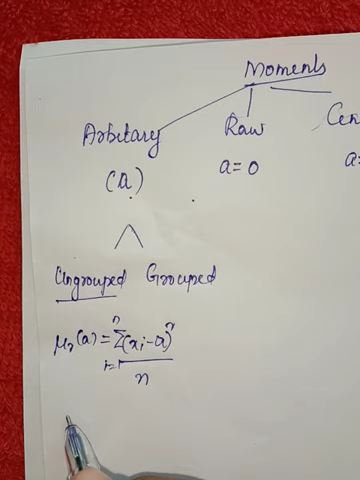 Moments
Arbitary Raw Cen
(a) a=0 a=
Ungrouped Grouped
μr(a) = Σ(xi-a)^r
n
i=1
n